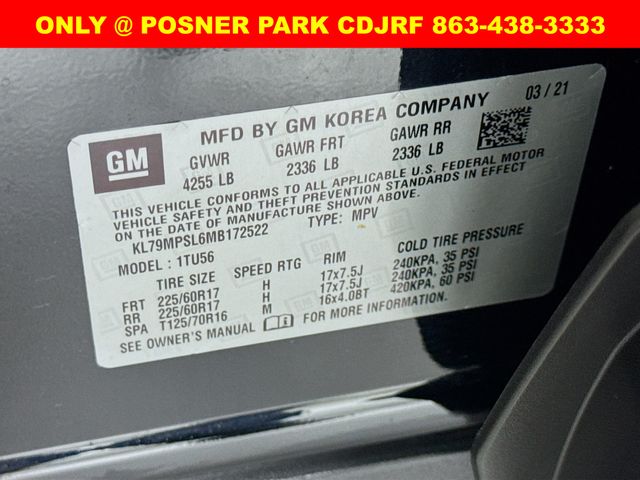 ONLY @ POSNER PARK CDJRF 863-438-3333
GM
MFD BY GM KOREA COMPANY
03 / 21
GVWR GAWR FRT GAWR RR
4255 LB 2336 LB 2336 LB
THIS VEHICLE CONFORMS TO ALL APPLICABLE U.S. FEDERAL MOTOR
VEHICLE SAFETY AND THEFT PREVENTION STANDARDS IN EFFECT
ON THE DATE OF MANUFACTURE SHOWN ABOVE.
KL79MPSL6MB172522 TYPE: MPV
MODEL : 1TU56
TIRE SIZE SPEED RTG RIM COLD TIRE PRESSURE
FRT 225/60R17 H 17x7.5J 240KPA, 35 PSI
RR 225/60R17 H 17x7.5J 240KPA, 35 PSI
SPA T125/70R16 M 16x4.0BT 420KPA, 60 PSI
SEE OWNER'S MANUAL FOR MORE INFORMATION.